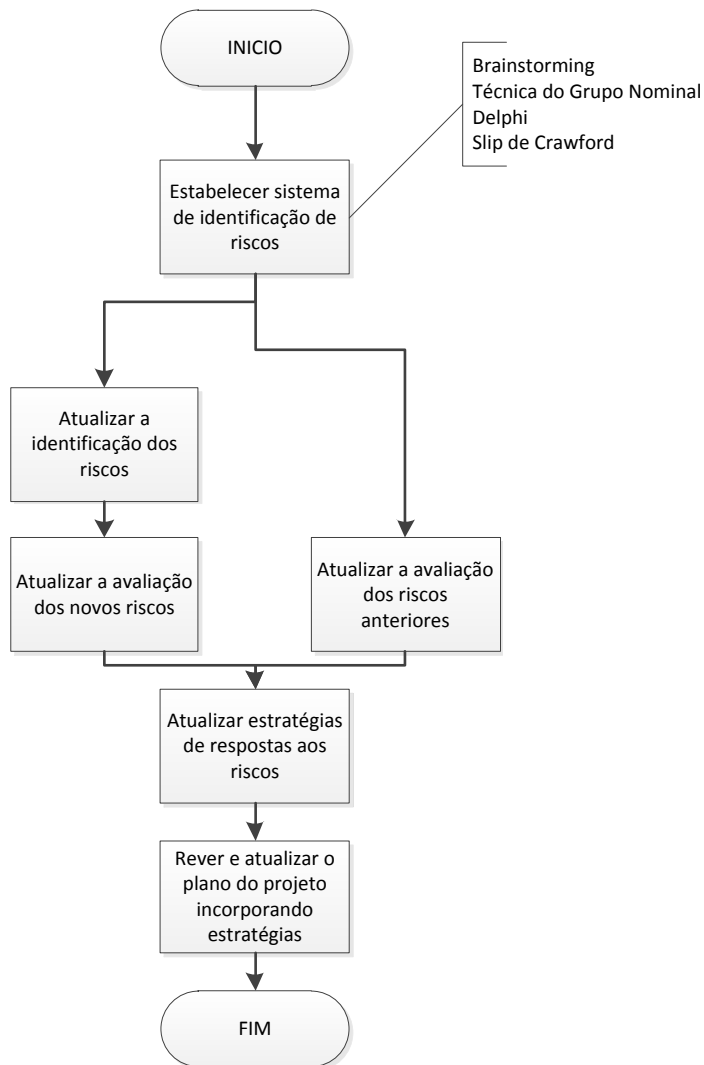 INICIO
Brainstorming
Técnica do Grupo Nominal
Delphi
Slip de Crawford
Estabelecer sistema
de identificação de
riscos
Atualizar a
identificação dos
riscos
Atualizar a avaliação
dos novos riscos
Atualizar a avaliação
dos riscos
anteriores
Atualizar estratégias
de respostas aos
riscos
Rever e atualizar o
plano do projeto
incorporando
estratégias
FIM